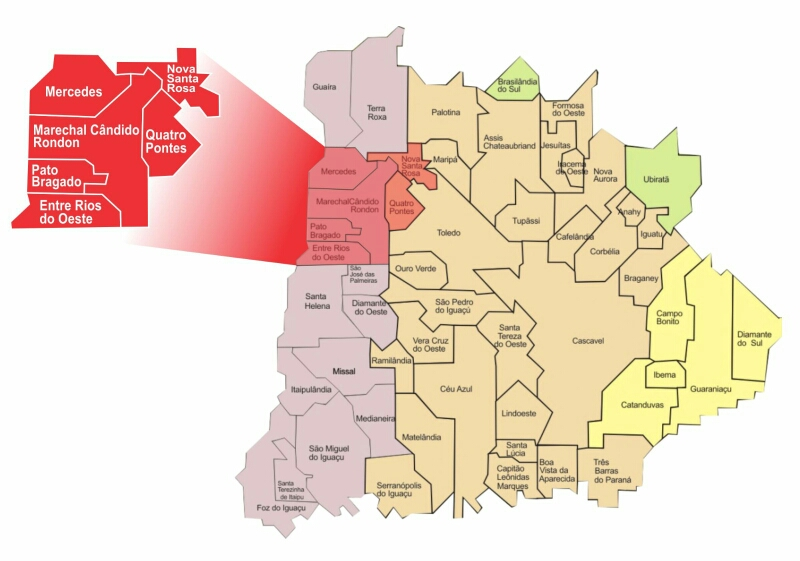 Nova
Santa
Rosa
Mercedes
Marechal Cândido
Rondon
Quatro
Pontes
Pato
Bragado
Entre Rios
do Oeste
Guaíra
Terra
Roxa
Palotina
Brasilândia
do Sul
Formosa
do Oeste
Assis
Chateaubriand
Jesuítas
Iracema
do Oeste
Nova
Aurora
Ubiratã
Mercedes
Nova
Santa
Rosa
Maripá
MarechalCândido
Rondon
Quatro
Pontes
Pato
Bragado
Entre Rios
do Oeste
Toledo
Tupãssi
Cafelândia
Anahy
Iguatu
Corbélia
Braganey
São
José das
Palmeiras
Ouro Verde
Santa
Helena
Diamante
do Oeste
São Pedro
do Iguaçú
Vera Cruz
do Oeste
Santa
Tereza
do Oeste
Cascavel
Campo
Bonito
Diamante
do Sul
Ibema
Guaraniaçu
Catanduvas
Ramilândia
Missal
Itaipulândia
Céu Azul
Medianeira
Lindoeste
Matelândia
São Miguel
do Iguaçu
Santa
Lúcia
Santa
Terezinha
de Itaipu
Foz do Iguaçu
Serranópolis
do Iguaçu
Capitão
Leônidas
Marques
Boa
Vista da
Aparecida
Três
Barras
do Paraná